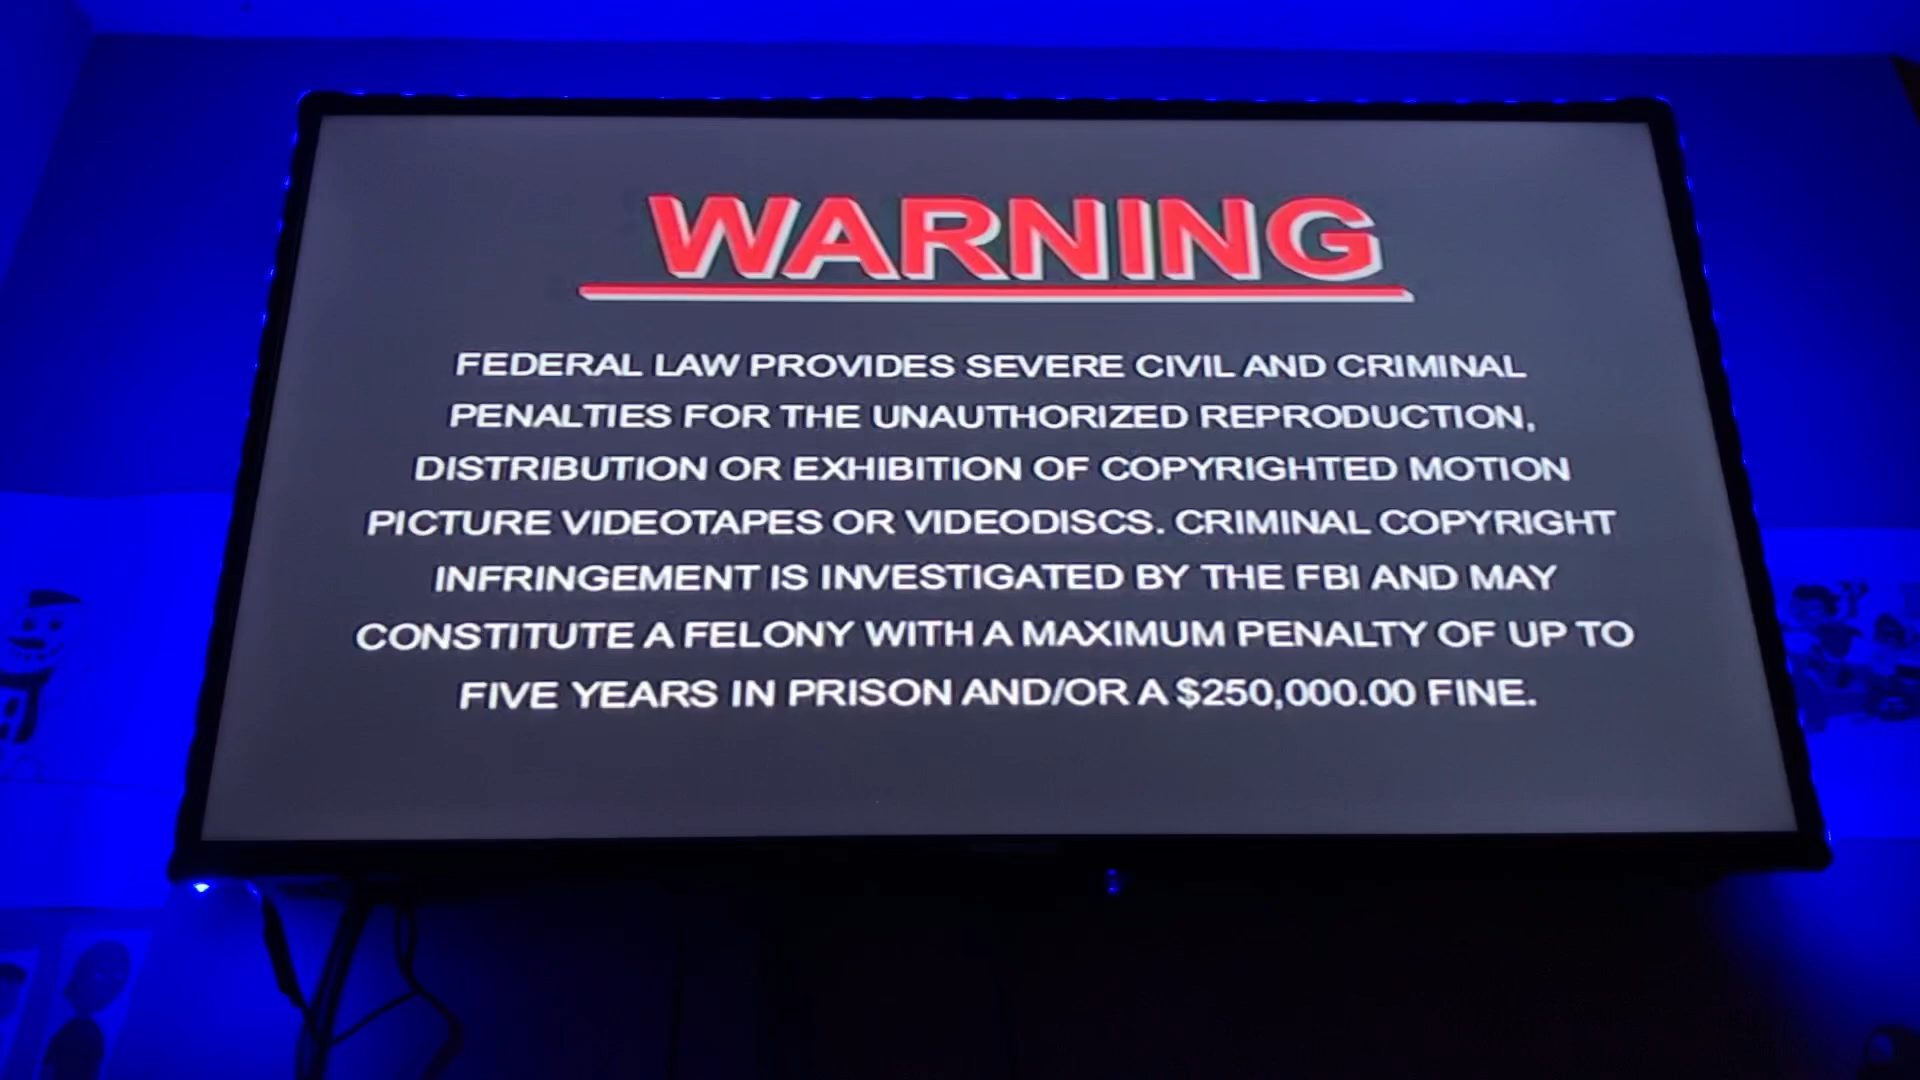 WARNING
FEDERAL LAW PROVIDES SEVERE CIVIL AND CRIMINAL
PENALTIES FOR THE UNAUTHORIZED REPRODUCTION,
DISTRIBUTION OR EXHIBITION OF COPYRIGHTED MOTION
PICTURE VIDEOTAPES OR VIDEODISCS. CRIMINAL COPYRIGHT
INFRINGEMENT IS INVESTIGATED BY THE FBI AND MAY
CONSTITUTE A FELONY WITH A MAXIMUM PENALTY OF UP TO
FIVE YEARS IN PRISON AND/OR A $250,000.00 FINE.